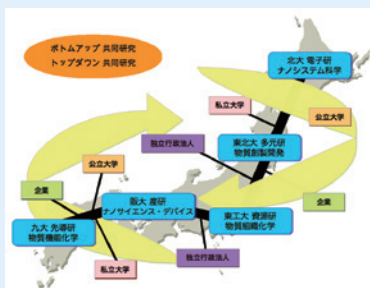 ボトムアップ 共同研究
トップダウン 共同研究
北大 電子研
ナノシステム科学
私立大学
公立大学
東北大 多元研
物質創製開発
独立行政法人
公立大学
企業
阪大 産研
ナノサイエンス・デバイス
東工大 資源研
物質組織化学
企業
九大 先導研
物質機能化学
私立大学
独立行政法人